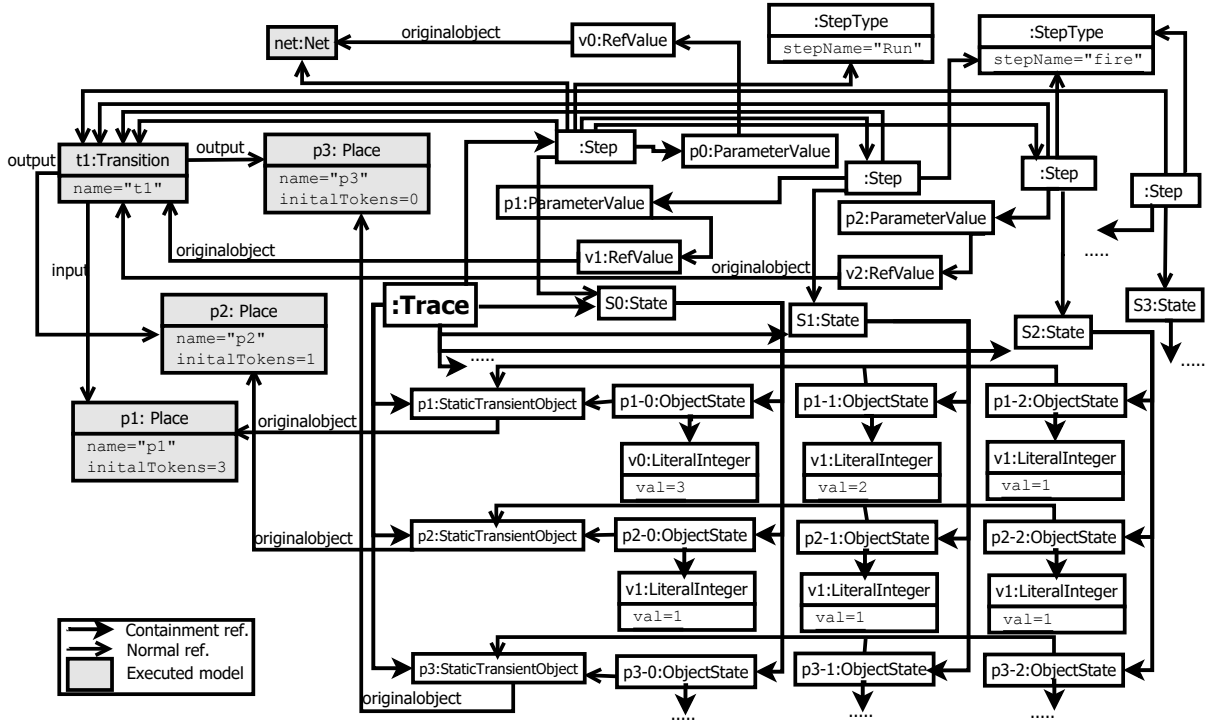 :StepType
stepName="Run"
:StepType
stepName="fire"
net:Net
originalobject
v0:RefValue
output
t1:Transition
name="t1"
output
p3: Place
name="p3"
initalTokens=0
:Step
p0:ParameterValue
:Step
:Step
:Step
p1:ParameterValue
p2:ParameterValue
.....
input
originalobject
v1:RefValue
originalobject
v2:RefValue
:Trace
S0:State
S1:State
S2:State
S3:State
p2: Place
name="p2"
initalTokens=1
.....
.....
p1:StaticTransientObject
p1-0:ObjectState
p1-1:ObjectState
p1-2:ObjectState
p1: Place
name="p1"
initalTokens=3
originalobject
v0:LiteralInteger
val=3
v1:LiteralInteger
val=2
v1:LiteralInteger
val=1
originalobject
p2:StaticTransientObject
p2-0:ObjectState
p2-1:ObjectState
p2-2:ObjectState
v1:LiteralInteger
val=1
v1:LiteralInteger
val=1
v1:LiteralInteger
val=1
Containment ref.
Normal ref.
Executed model
p3:StaticTransientObject
p3-0:ObjectState
p3-1:ObjectState
p3-2:ObjectState
originalobject
.....
.....
.....